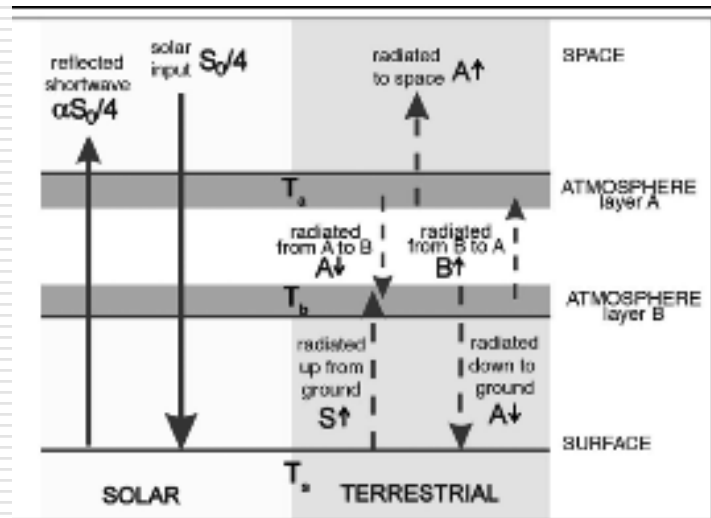 reflected
shortwave
αS₀/4
solar
input S₀/4
radiated
to space A↑
SPACE
Tₐ
ATMOSPHERE
layer A
radiated
from A to B
A↓
radiated
from B to A
B↑
T_b
ATMOSPHERE
layer B
radiated
up from
ground
S↑
radiated
down to
ground
A↓
SURFACE
Tₛ
SOLAR
TERRESTRIAL